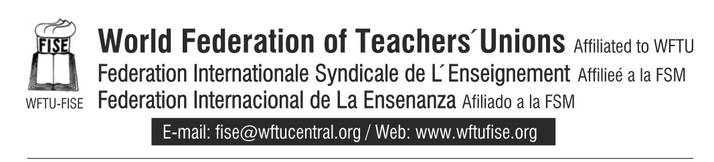 FISE
WFTU-FISE
World Federation of Teachers´Unions Affiliated to WFTU
Federation Internationale Syndicale de L´Enseignement Affilieé a la FSM
Federation Internacional de La Ensenanza Afiliado a la FSM
E-mail: fise@wftucentral.org / Web: www.wftufise.org